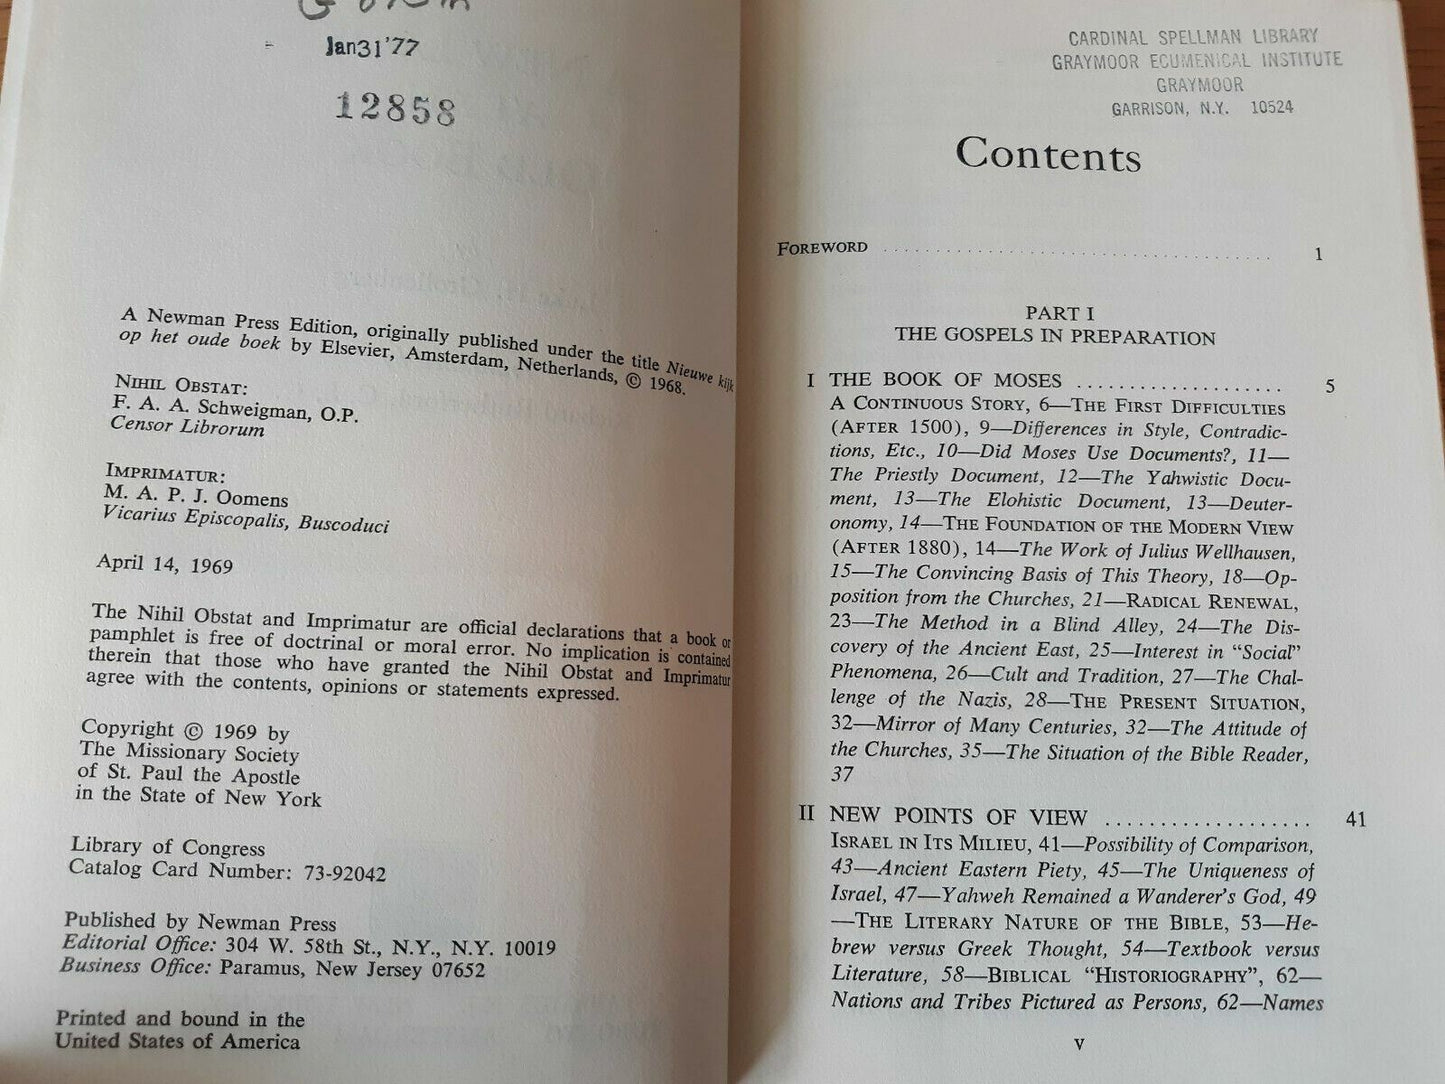 Jan 31 '77
12858
A Newman Press Edition, originally published under the title Nieuwe kijk
op het oude boek by Elsevier, Amsterdam, Netherlands, © 1968.
NIHIL OBSTAT:
F. A. A. Schweigman, O.P.
Censor Librorum
IMPRIMATUR:
M. A. P. J. Oomens
Vicarius Episcopalis, Buscoduci
April 14, 1969
The Nihil Obstat and Imprimatur are official declarations that a book or
pamphlet is free of doctrinal or moral error. No implication is contained
therein that those who have granted the Nihil Obstat and Imprimatur
agree with the contents, opinions or statements expressed.
Copyright © 1969 by
The Missionary Society
of St. Paul the Apostle
in the State of New York
Library of Congress
Catalog Card Number: 73-92042
Published by Newman Press
Editorial Office: 304 W. 58th St., N.Y., N.Y. 10019
Business Office: Paramus, New Jersey 07652
Printed and bound in the
United States of America
CARDINAL SPELLMAN LIBRARY
GRAYMOOR ECUMENICAL INSTITUTE
GRAYMOOR
GARRISON, N.Y. 10524
Contents
FOREWORD ........................................ 1
PART I
THE GOSPELS IN PREPARATION
I THE BOOK OF MOSES ................... 5
A CONTINUOUS STORY, 6—THE FIRST DIFFICULTIES
(AFTER 1500), 9—Differences in Style, Contradic-
tions, Etc., 10—Did Moses Use Documents?, 11—
The Priestly Document, 12—The Yahwistic Docu-
ment, 13—The Elohistic Document, 13—Deuter-
onomy, 14—THE FOUNDATION OF THE MODERN VIEW
(AFTER 1880), 14—The Work of Julius Wellhausen,
15—The Convincing Basis of This Theory, 18—Op-
position from the Churches, 21—RADICAL RENEWAL,
23—The Method in a Blind Alley, 24—The Dis-
covery of the Ancient East, 25—Interest in "Social"
Phenomena, 26—Cult and Tradition, 27—The Chal-
lenge of the Nazis, 28—THE PRESENT SITUATION,
32—Mirror of Many Centuries, 32—The Attitude of
the Churches, 35—The Situation of the Bible Reader,
37
II NEW POINTS OF VIEW ................... 41
ISRAEL IN ITS MILIEU, 41—Possibility of Comparison,
43—Ancient Eastern Piety, 45—The Uniqueness of
Israel, 47—Yahweh Remained a Wanderer's God, 49
—THE LITERARY NATURE OF THE BIBLE, 53—He-
brew versus Greek Thought, 54—Textbook versus
Literature, 58—BIBLICAL "HISTORIOGRAPHY", 62—
Nations and Tribes Pictured as Persons, 62—Names
v